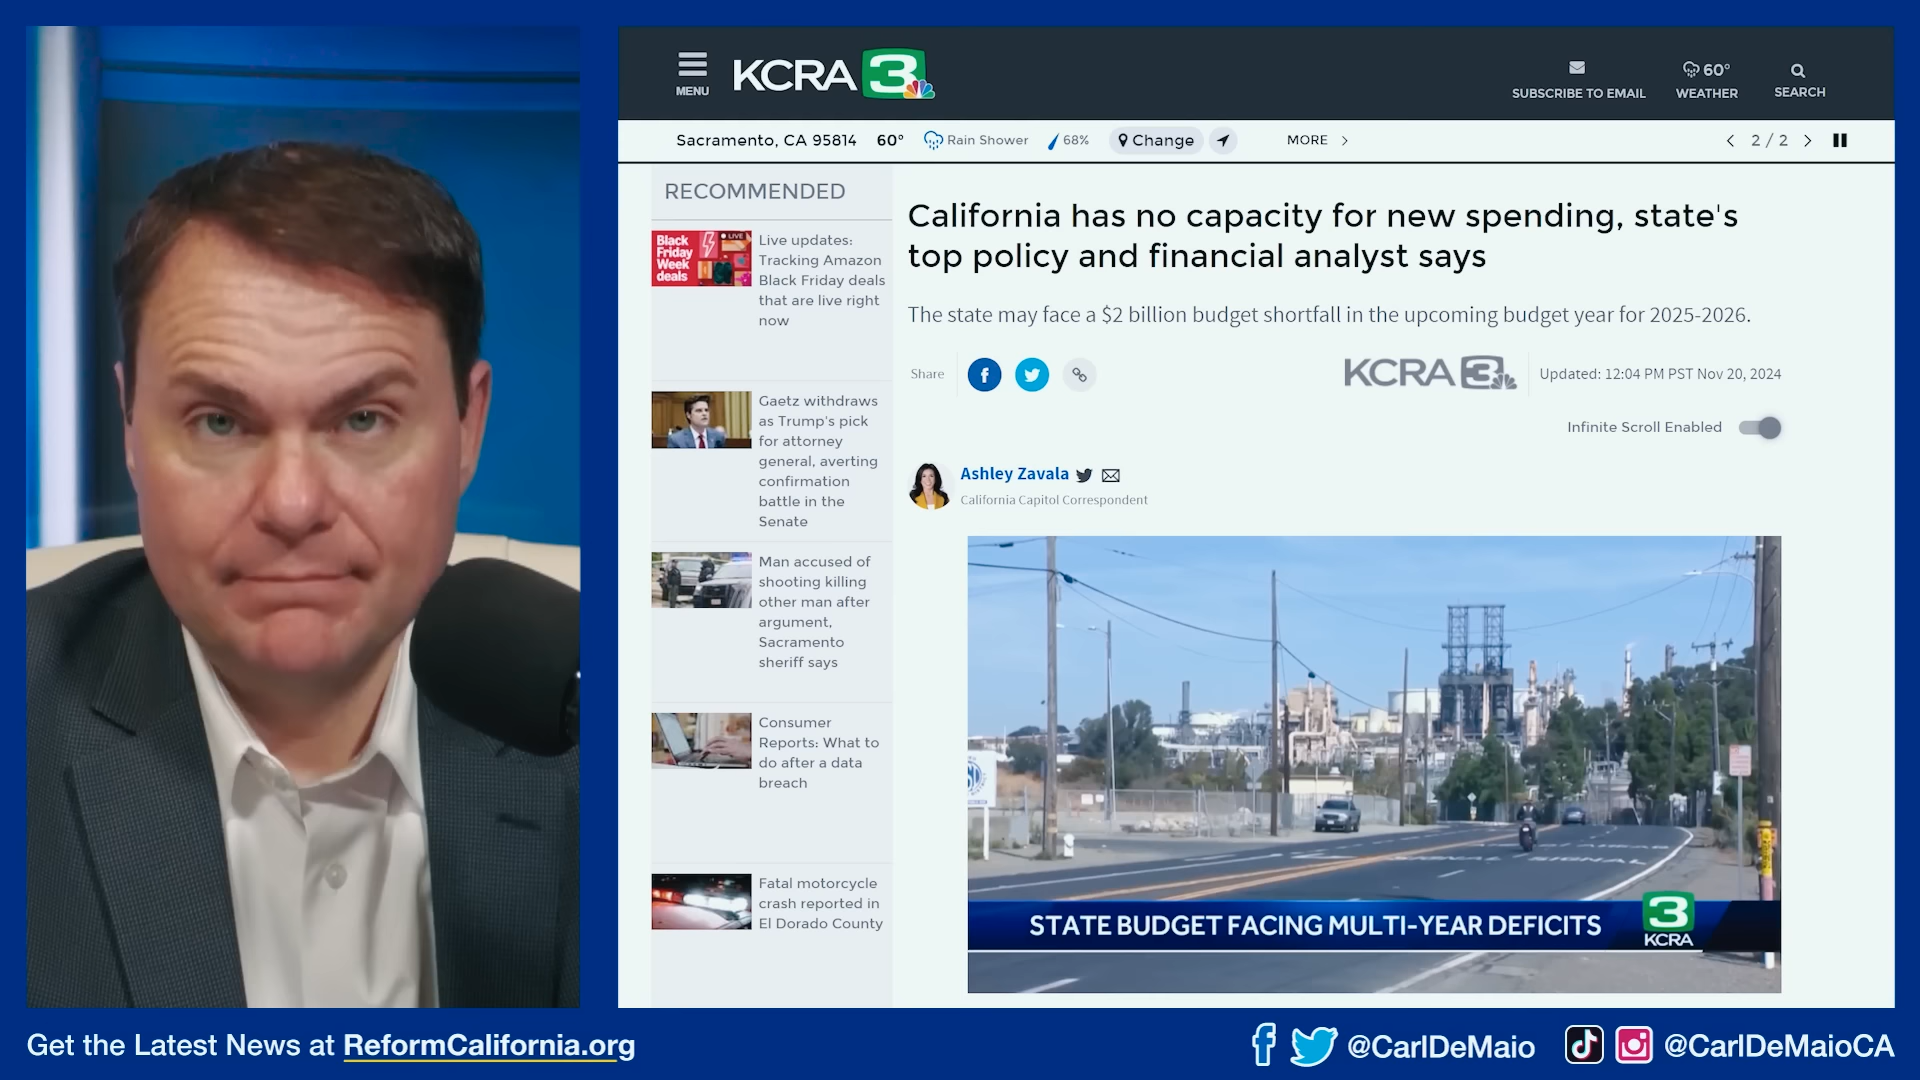 MENU
KCRA 3
SUBSCRIBE TO EMAIL
60°
WEATHER
SEARCH
Sacramento, CA 95814 60° Rain Shower 68% Change MORE 2 / 2
RECOMMENDED
Black
Friday
Week
deals
LIVE
Live updates:
Tracking Amazon
Black Friday deals
that are live right
now
Gaetz withdraws
as Trump's pick
for attorney
general, averting
confirmation
battle in the
Senate
Man accused of
shooting killing
other man after
argument,
Sacramento
sheriff says
Consumer
Reports: What to
do after a data
breach
Fatal motorcycle
crash reported in
El Dorado County
California has no capacity for new spending, state's
top policy and financial analyst says
The state may face a $2 billion budget shortfall in the upcoming budget year for 2025-2026.
Share
KCRA 3
Updated: 12:04 PM PST Nov 20, 2024
Infinite Scroll Enabled
Ashley Zavala
California Capitol Correspondent
SIGNAL SIGNAL
STATE BUDGET FACING MULTI-YEAR DEFICITS
3
KCRA
Get the Latest News at ReformCalifornia.org
@CarlDeMaio
@CarlDeMaioCA